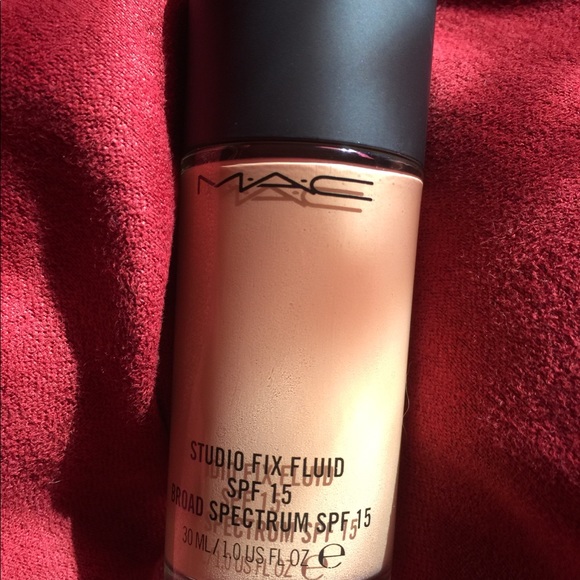 M·A·C
STUDIO FIX FLUID
SPF 15
BROAD SPECTRUM SPF 15
30 ML / 1.0 US FL OZ ℮